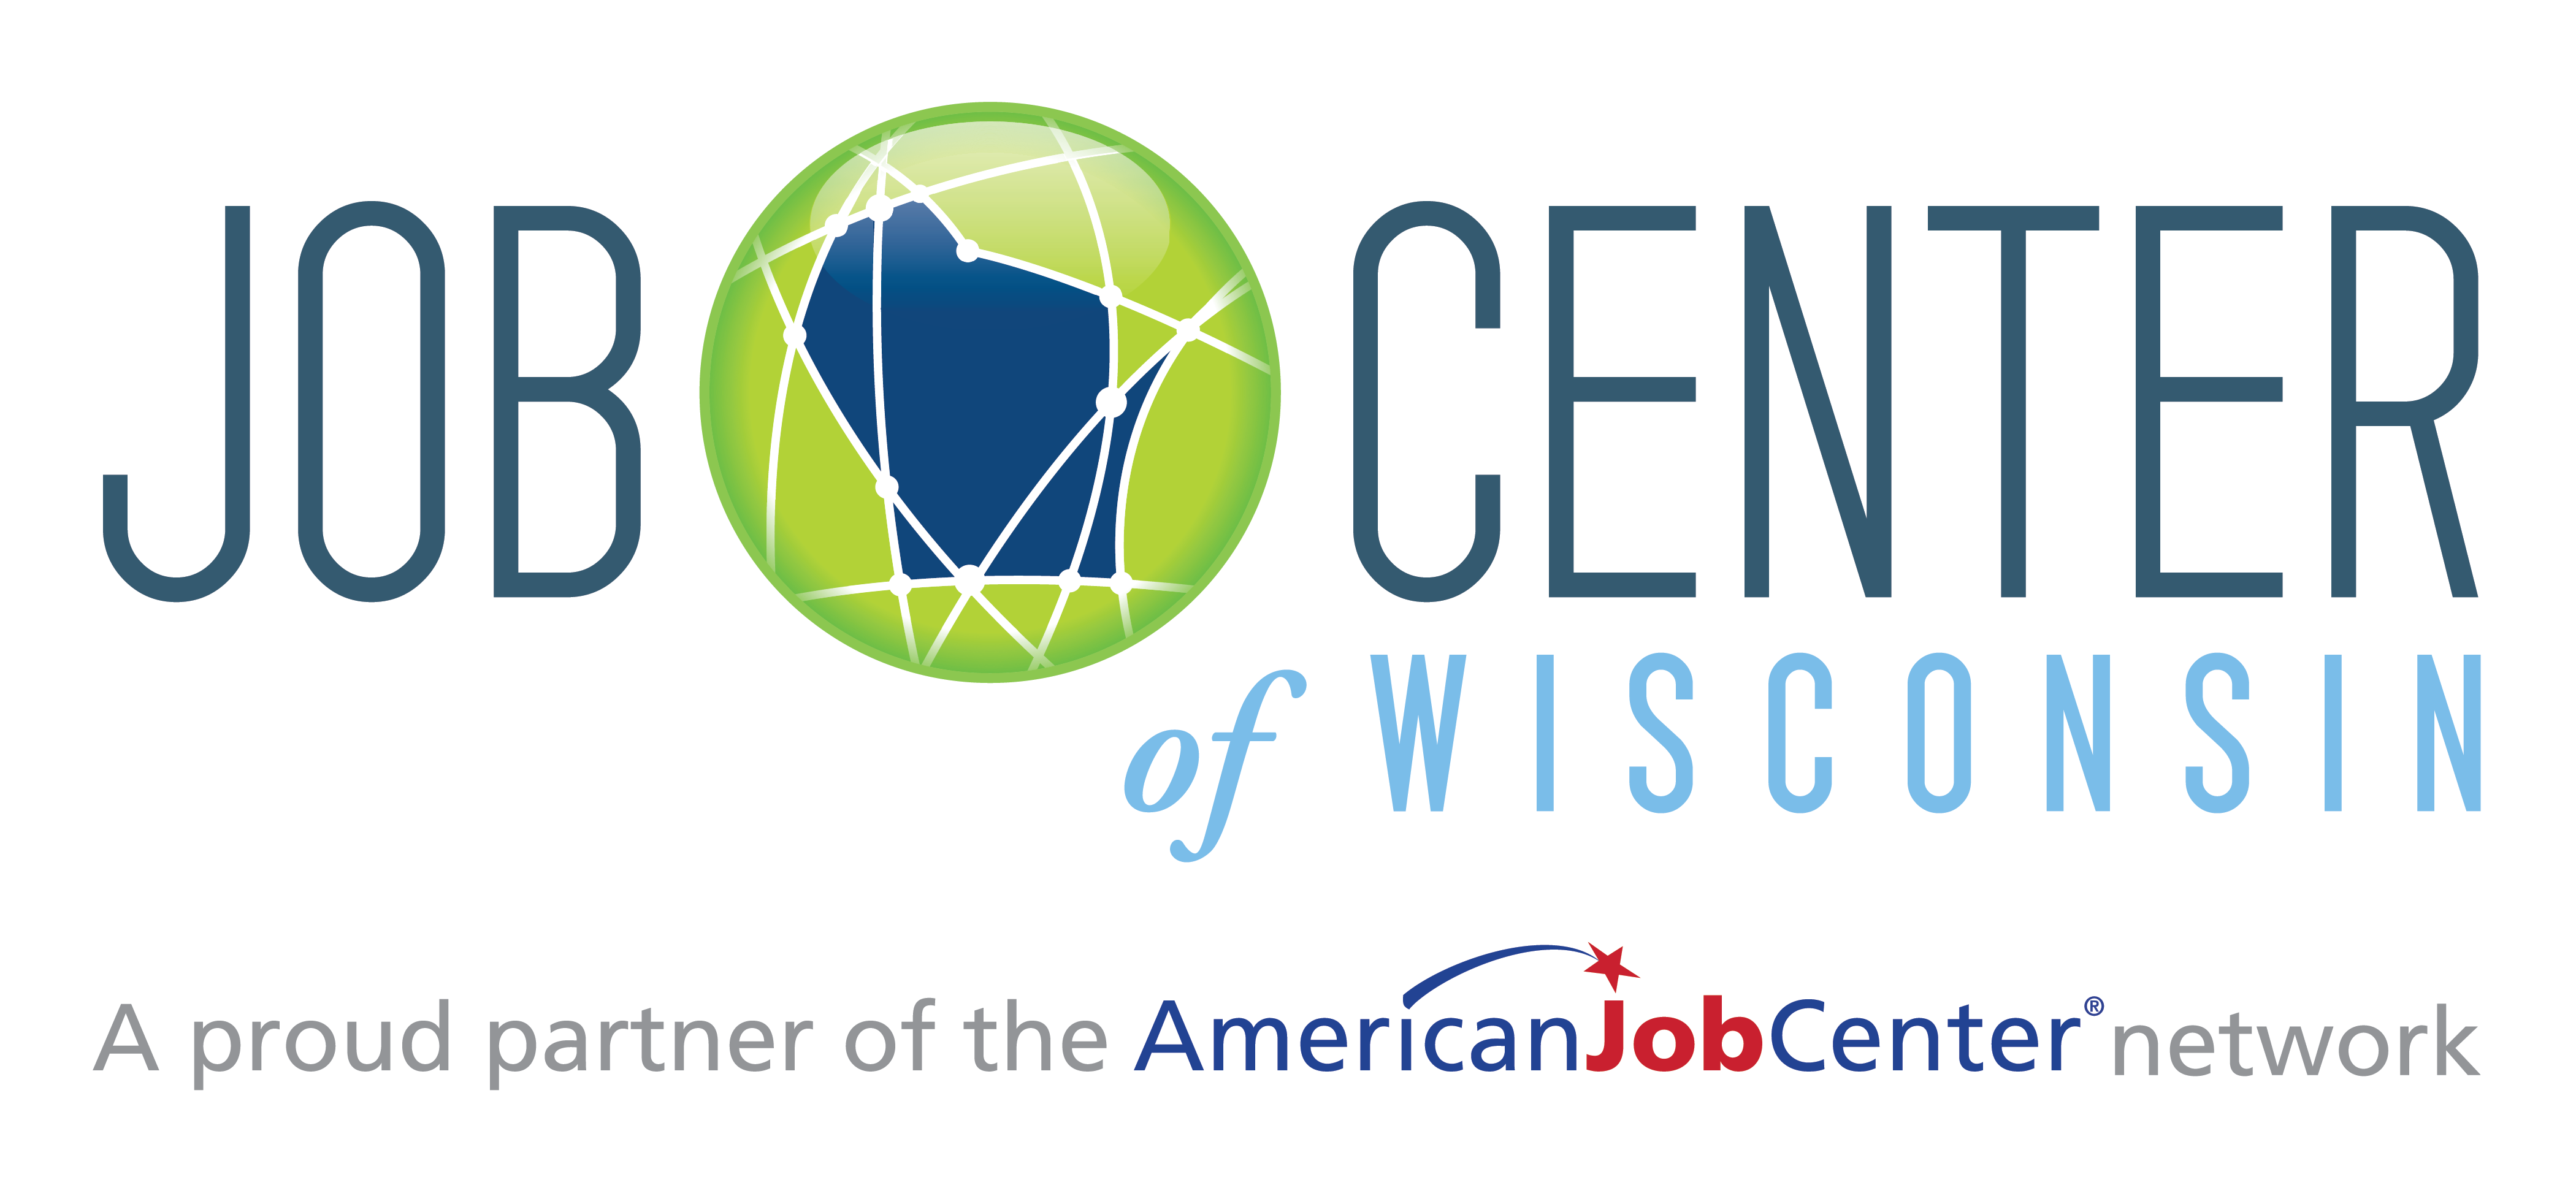 JOB CENTER
of WISCONSIN
A proud partner of the AmericanJobCenter® network